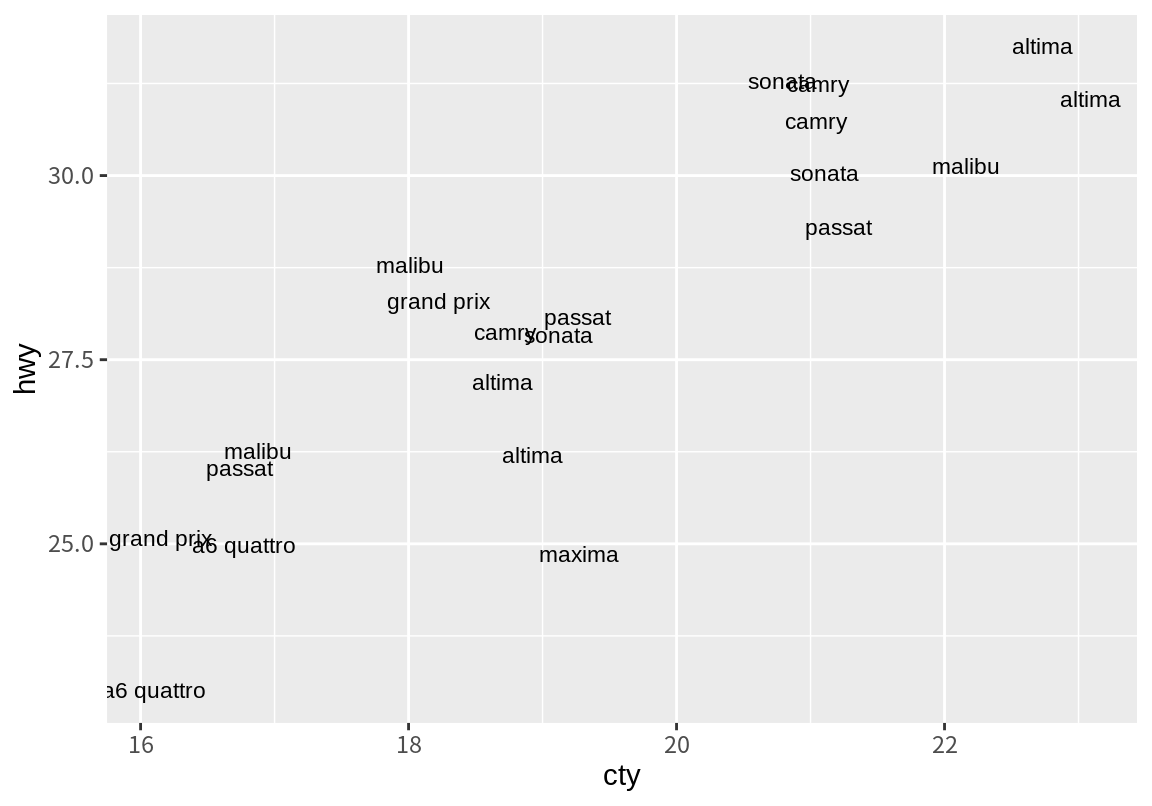 altima
sonata
camry
altima
camry
30.0
malibu
sonata
passat
malibu
grand prix
passat
camry
sonata
27.5
hwy
altima
malibu
altima
passat
grand prix
25.0
a6 quattro
maxima
a6 quattro
16 18 20 22
cty